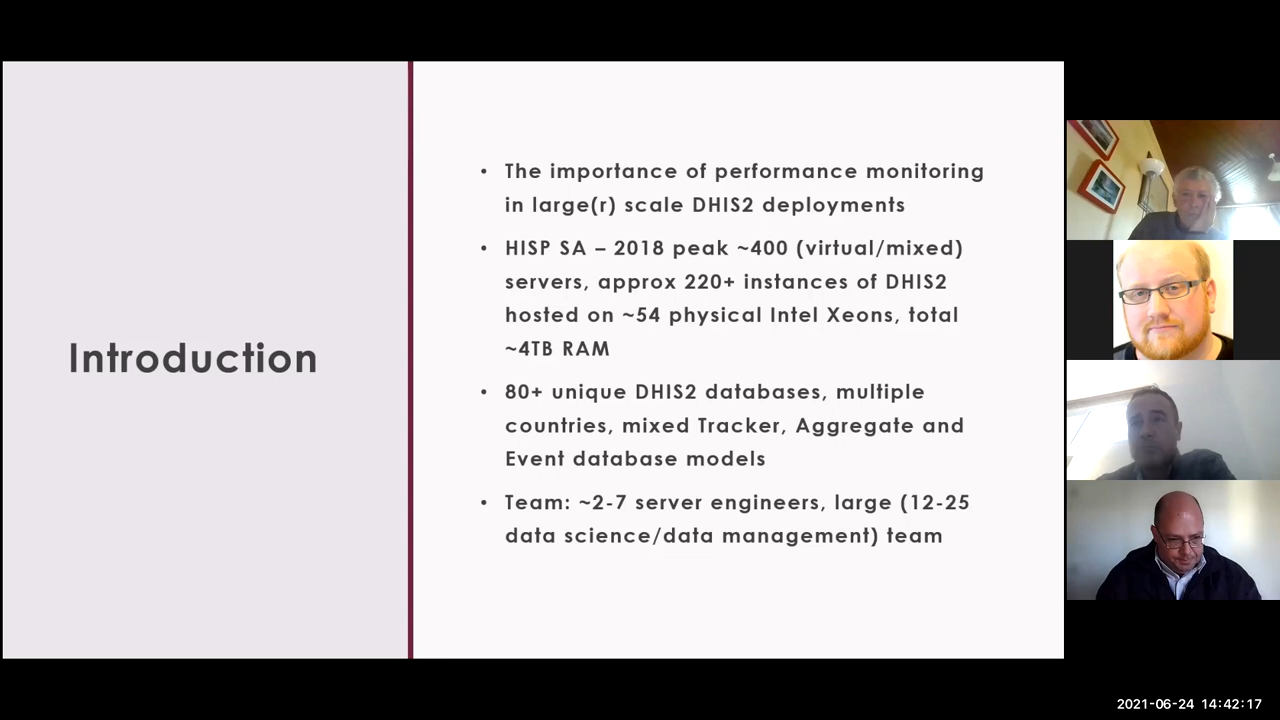 Introduction
• The importance of performance monitoring
in large(r) scale DHIS2 deployments
• HISP SA – 2018 peak ~400 (virtual/mixed)
servers, approx 220+ instances of DHIS2
hosted on ~54 physical Intel Xeons, total
~4TB RAM
• 80+ unique DHIS2 databases, multiple
countries, mixed Tracker, Aggregate and
Event database models
• Team: ~2-7 server engineers, large (12-25
data science/data management) team
2021-06-24 14:42:17